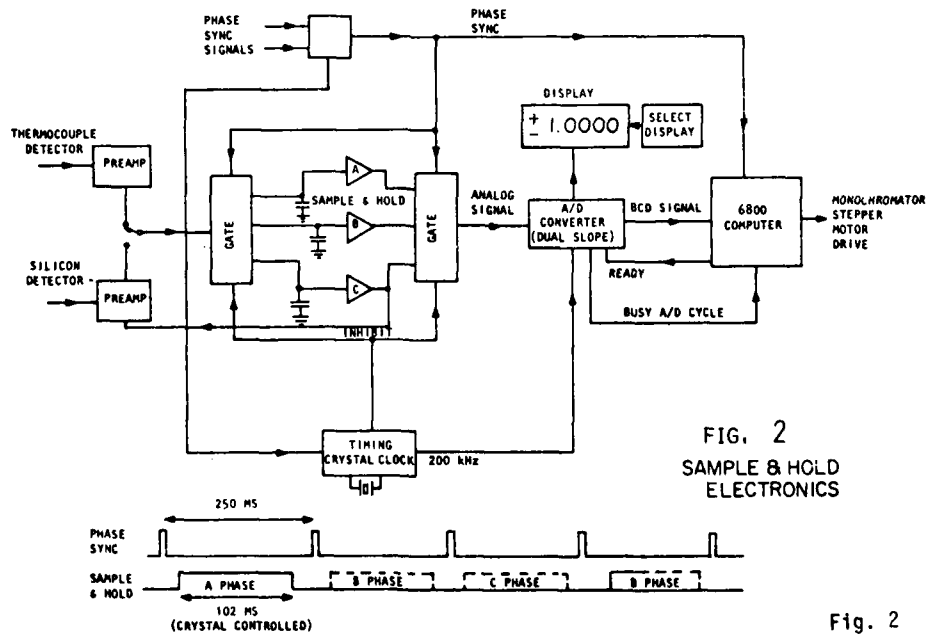 PHASE
SYNC
SIGNALS
PHASE
SYNC
DISPLAY
± 1.0000
SELECT
DISPLAY
THERMOCOUPLE
DETECTOR
PREAMP
GATE
A
SAMPLE & HOLD
B
C
GATE
ANALOG
SIGNAL
A/D
CONVERTER
(DUAL SLOPE)
BCD SIGNAL
6800
COMPUTER
MONOCHROMATOR
STEPPER
MOTOR
DRIVE
SILICON
DETECTOR
PREAMP
READY
BUSY A/D CYCLE
INHIBIT
TIMING
CRYSTAL CLOCK
200 kHz
FIG. 2
SAMPLE & HOLD
ELECTRONICS
250 MS
PHASE
SYNC
SAMPLE
& HOLD
A PHASE
B PHASE
C PHASE
B PHASE
102 MS
(CRYSTAL CONTROLLED)
Fig. 2